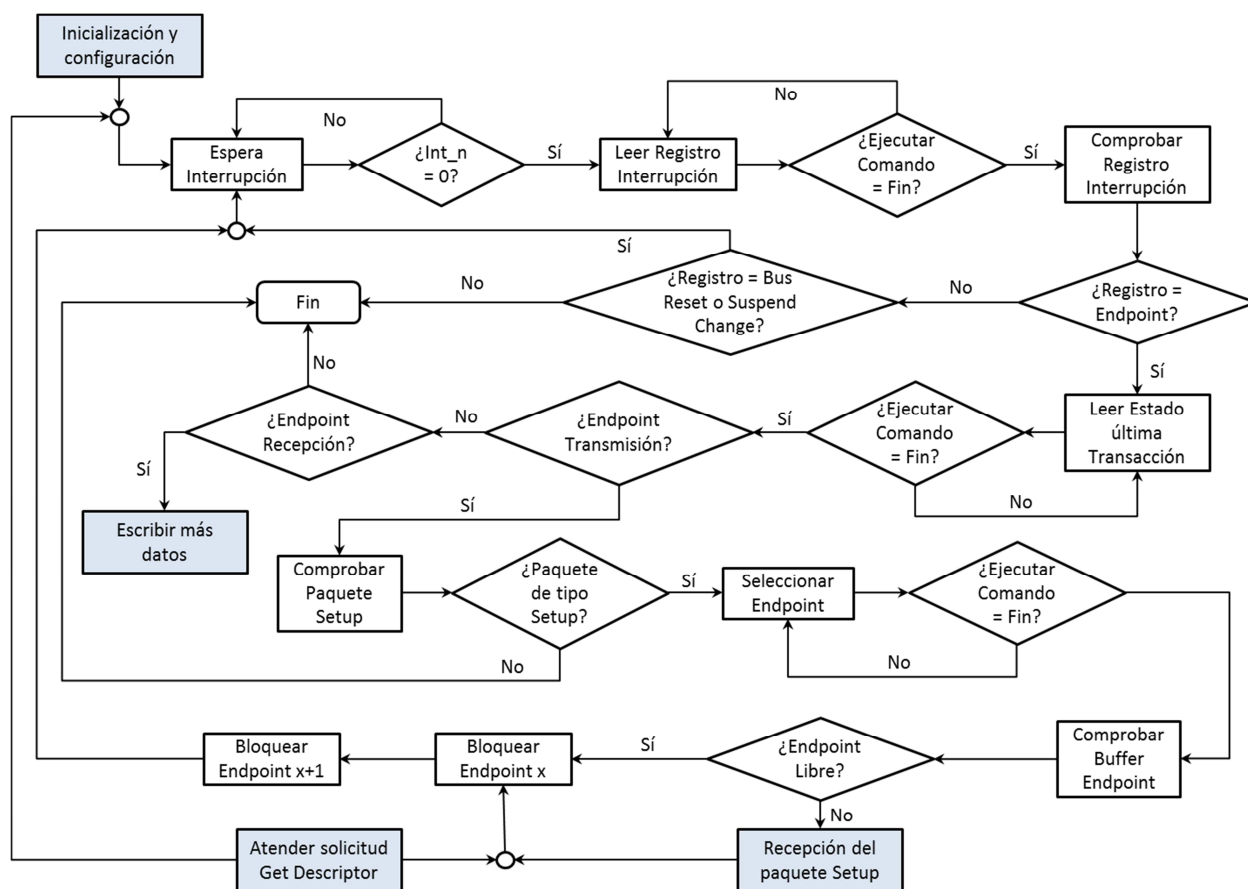 Inicialización y
configuración
No
No
Espera
Interrupción
¿Int_n
= 0?
Sí
Leer Registro
Interrupción
¿Ejecutar
Comando
= Fin?
Sí
Comprobar
Registro
Interrupción
Sí
Fin
No
¿Registro = Bus
Reset o Suspend
Change?
No
¿Registro =
Endpoint?
No
Sí
¿Endpoint
Recepción?
No
¿Endpoint
Transmisión?
Sí
¿Ejecutar
Comando
= Fin?
Leer Estado
última
Transacción
Sí
Sí
No
Escribir más
datos
Comprobar
Paquete
Setup
¿Paquete
de tipo
Setup?
Sí
Seleccionar
Endpoint
¿Ejecutar
Comando
= Fin?
No
No
Bloquear
Endpoint x+1
Bloquear
Endpoint x
Sí
¿Endpoint
Libre?
Comprobar
Buffer
Endpoint
No
Atender solicitud
Get Descriptor
Recepción del
paquete Setup